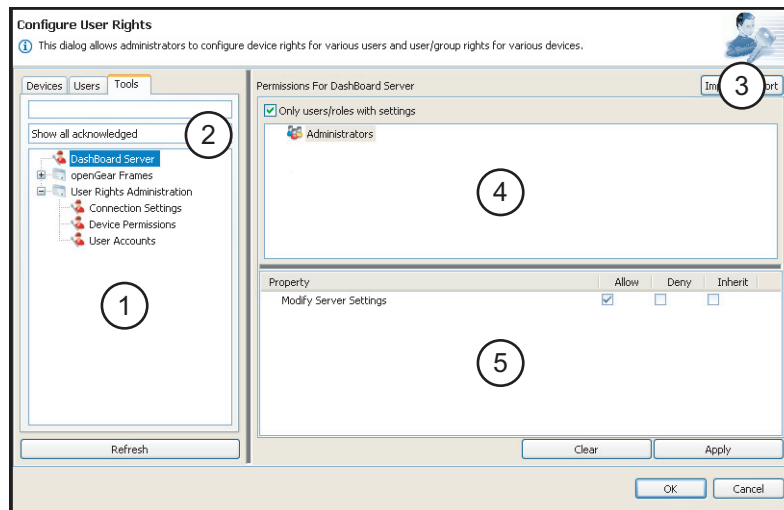 Configure User Rights
This dialog allows administrators to configure device rights for various users and user/group rights for various devices.
Devices Users Tools
Show all acknowledged
2
DashBoard Server
openGear Frames
User Rights Administration
Connection Settings
Device Permissions
User Accounts
1
Refresh
Permissions For DashBoard Server
3
Only users/roles with settings
Administrators
4
Property Allow Deny Inherit
Modify Server Settings
5
Clear Apply
OK Cancel